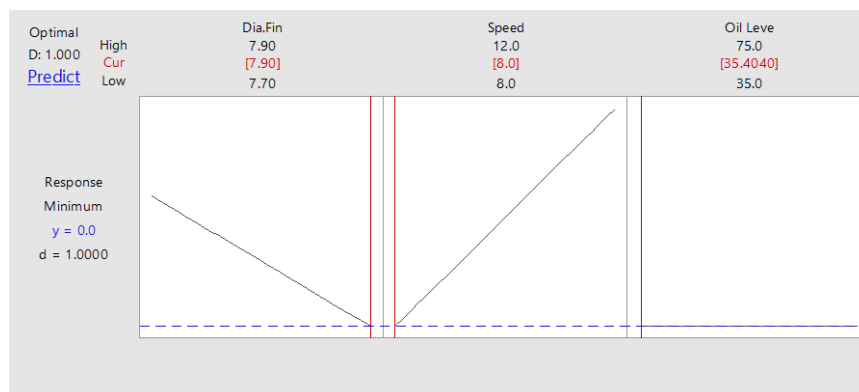 Optimal
D: 1.000
Predict
High
Cur
Low
Dia.Fin
7.90
[7.90]
7.70
Speed
12.0
[8.0]
8.0
Oil Leve
75.0
[35.4040]
35.0
Response
Minimum
y = 0.0
d = 1.0000